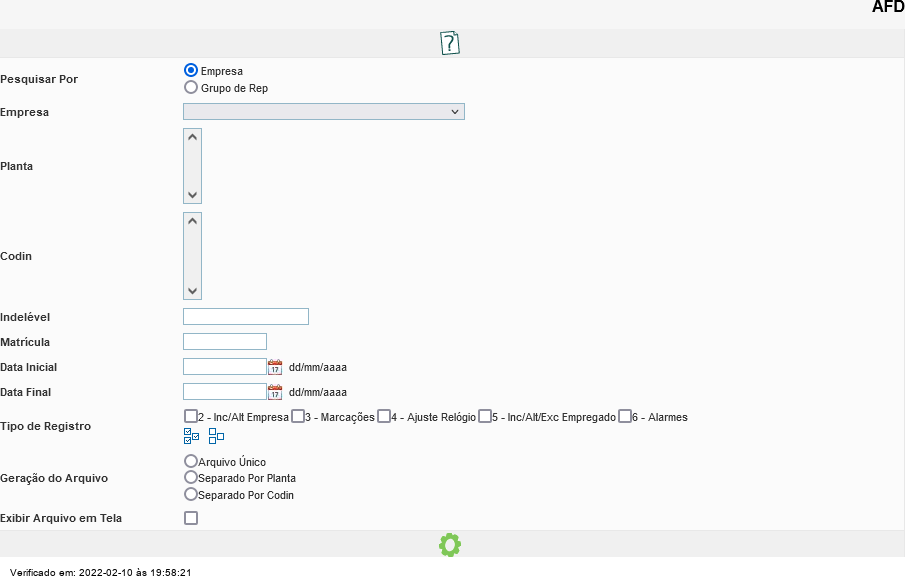 AFD
Pesquisar Por
Empresa
Grupo de Rep
Empresa
Planta
Codin
Indelével
Matrícula
Data Inicial 17 dd/mm/aaaa
Data Final 17 dd/mm/aaaa
Tipo de Registro
2 - Inc/Alt Empresa 3 - Marcações 4 - Ajuste Relógio 5 - Inc/Alt/Exc Empregado 6 - Alarmes
Geração do Arquivo
Arquivo Único
Separado Por Planta
Separado Por Codin
Exibir Arquivo em Tela
Verificado em: 2022-02-10 às 19:58:21